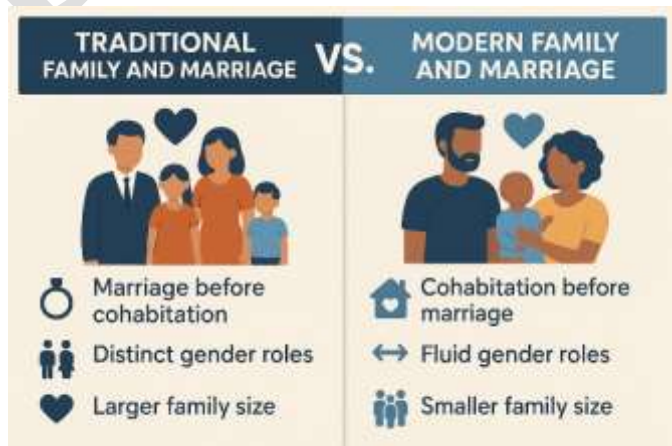 TRADITIONAL
FAMILY AND MARRIAGE
VS.
MODERN FAMILY
AND MARRIAGE
Marriage before
cohabitation
Distinct gender roles
Larger family size
Cohabitation before
marriage
Fluid gender roles
Smaller family size